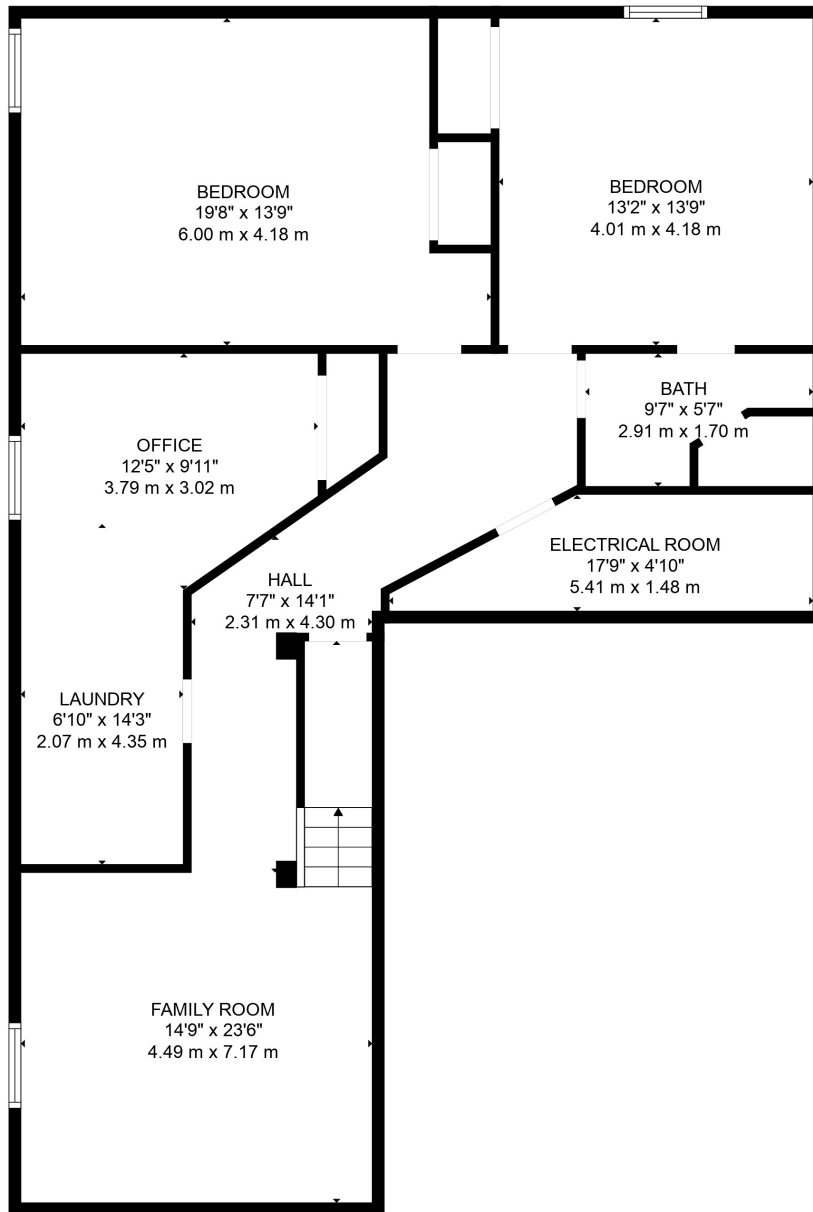 BEDROOM
19'8" x 13'9"
6.00 m x 4.18 m
BEDROOM
13'2" x 13'9"
4.01 m x 4.18 m
OFFICE
12'5" x 9'11"
3.79 m x 3.02 m
BATH
9'7" x 5'7"
2.91 m x 1.70 m
ELECTRICAL ROOM
17'9" x 4'10"
5.41 m x 1.48 m
HALL
7'7" x 14'1"
2.31 m x 4.30 m
LAUNDRY
6'10" x 14'3"
2.07 m x 4.35 m
FAMILY ROOM
14'9" x 23'6"
4.49 m x 7.17 m